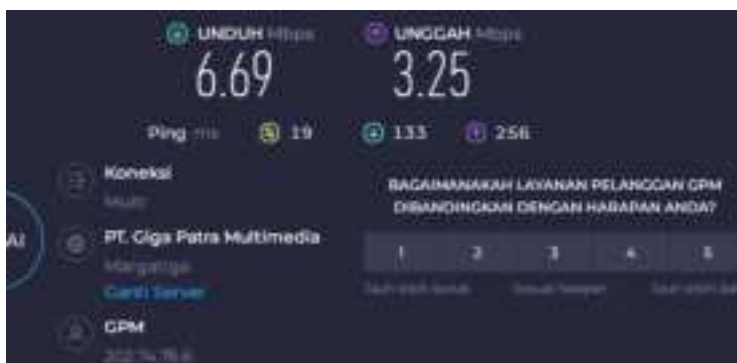 UNDUH Mbps
UNGGAH Mbps
6.69
3.25
Ping ms 19 133 256
Koneksi
Multi
BAGAIMANAKAH LAYANAN PELANGGAN GPM
DIBANDINGKAN DENGAN HARAPAN ANDA?
AI
PT. Giga Patra Multimedia
1 2 3 4 5
Ganti Server
GPM